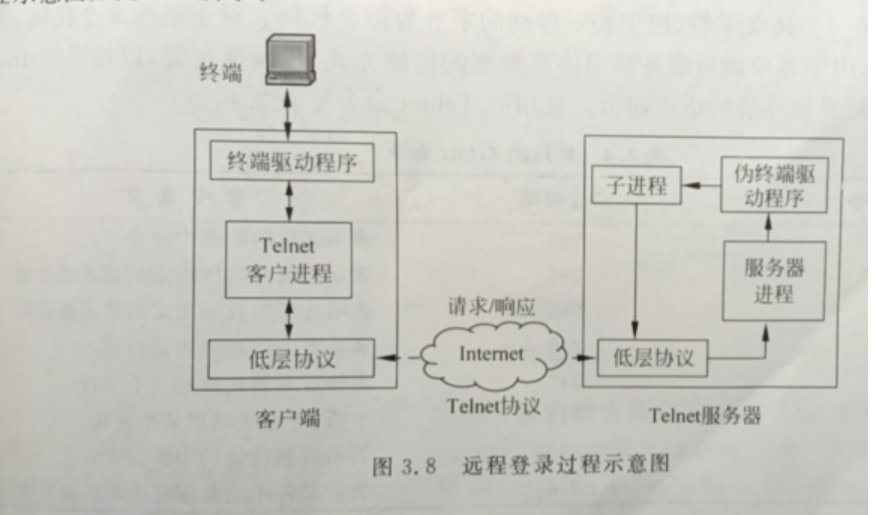 终端
终端驱动程序
Telnet
客户进程
低层协议
客户端
请求/响应
Internet
Telnet协议
子进程
伪终端驱
动程序
服务器
进程
低层协议
Telnet服务器
图 3.8 远程登录过程示意图